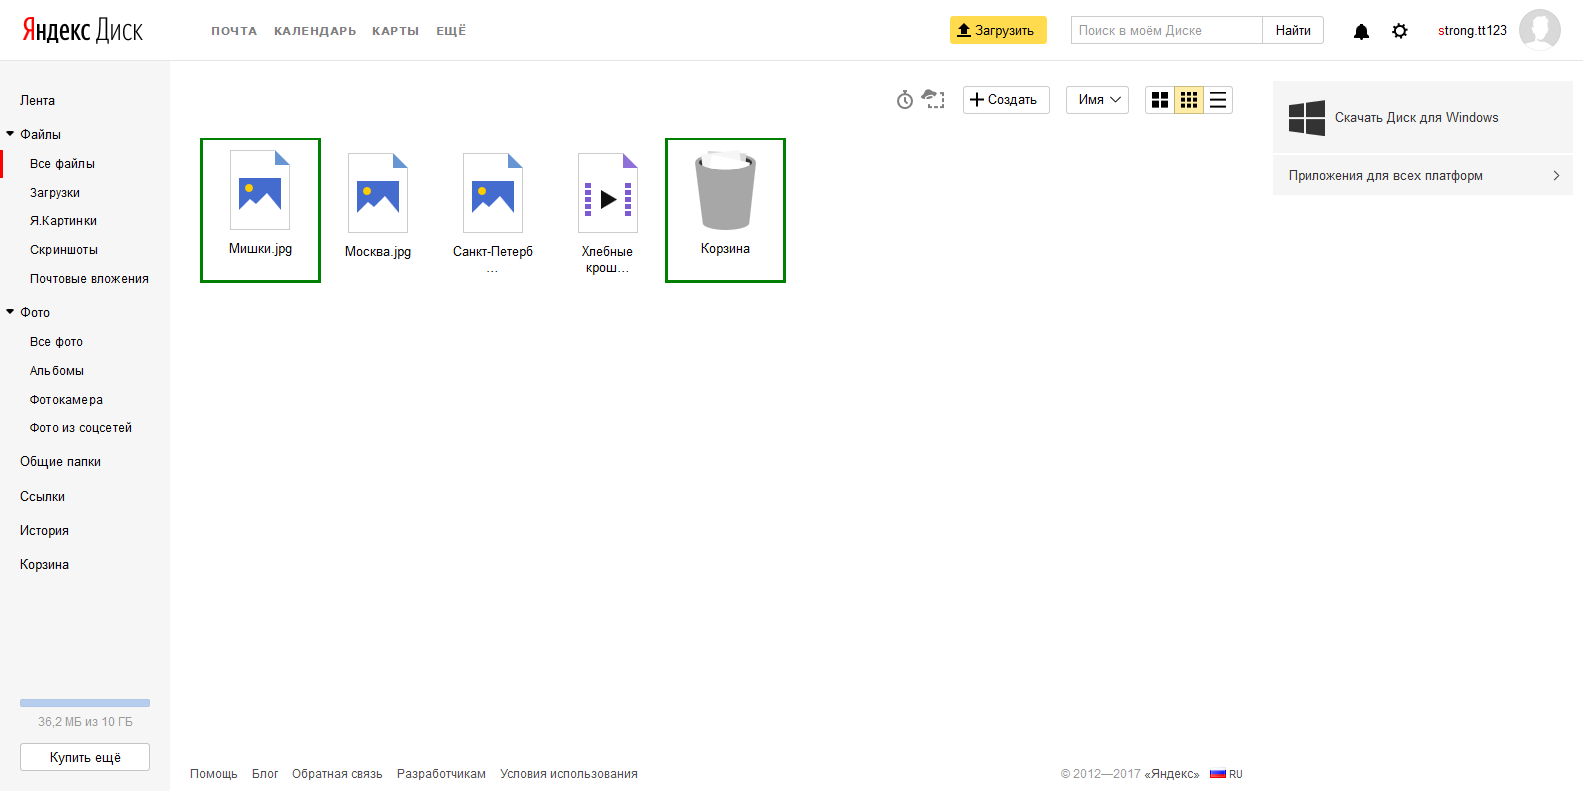 Яндекс Диск
ПОЧТА КАЛЕНДАРЬ КАРТЫ ЕЩЁ
Загрузить
Поиск в моём Диске
Найти
strong.tt123
Лента
Файлы
Все файлы
Загрузки
Я.Картинки
Скриншоты
Почтовые вложения
Фото
Все фото
Альбомы
Фотокамера
Фото из соцсетей
Общие папки
Ссылки
История
Корзина
36,2 МБ из 10 ГБ
Купить ещё
Создать
Имя
Мишки.jpg
Москва.jpg
Санкт-Петерб
...
Хлебные
крош...
Корзина
Скачать Диск для Windows
Приложения для всех платформ
Помощь Блог Обратная связь Разработчикам Условия использования
© 2012—2017 «Яндекс» RU